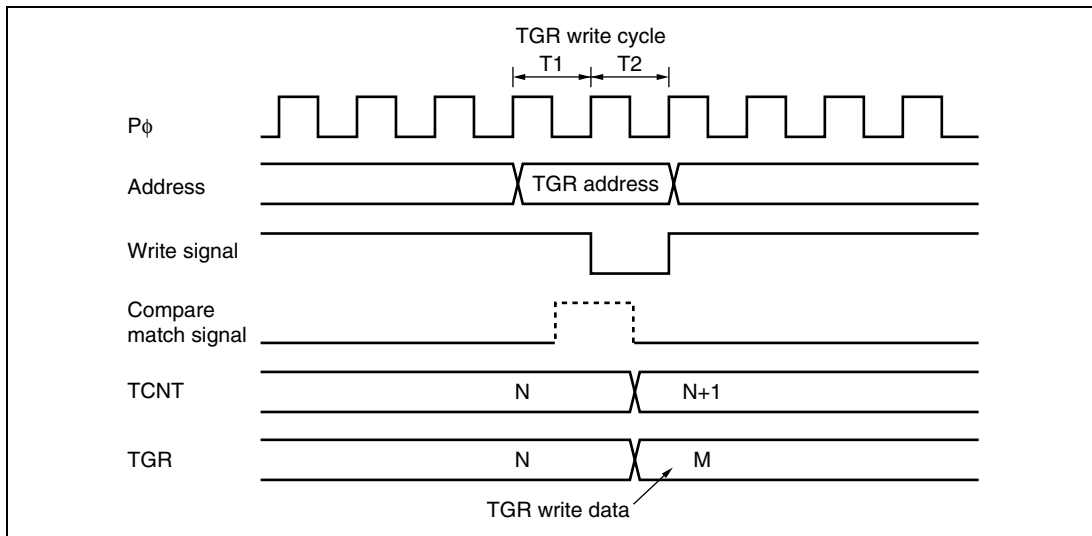 TGR write cycle
T1 T2
Pϕ
Address
TGR address
Write signal
Compare
match signal
TCNT
N
N+1
TGR
N
M
TGR write data